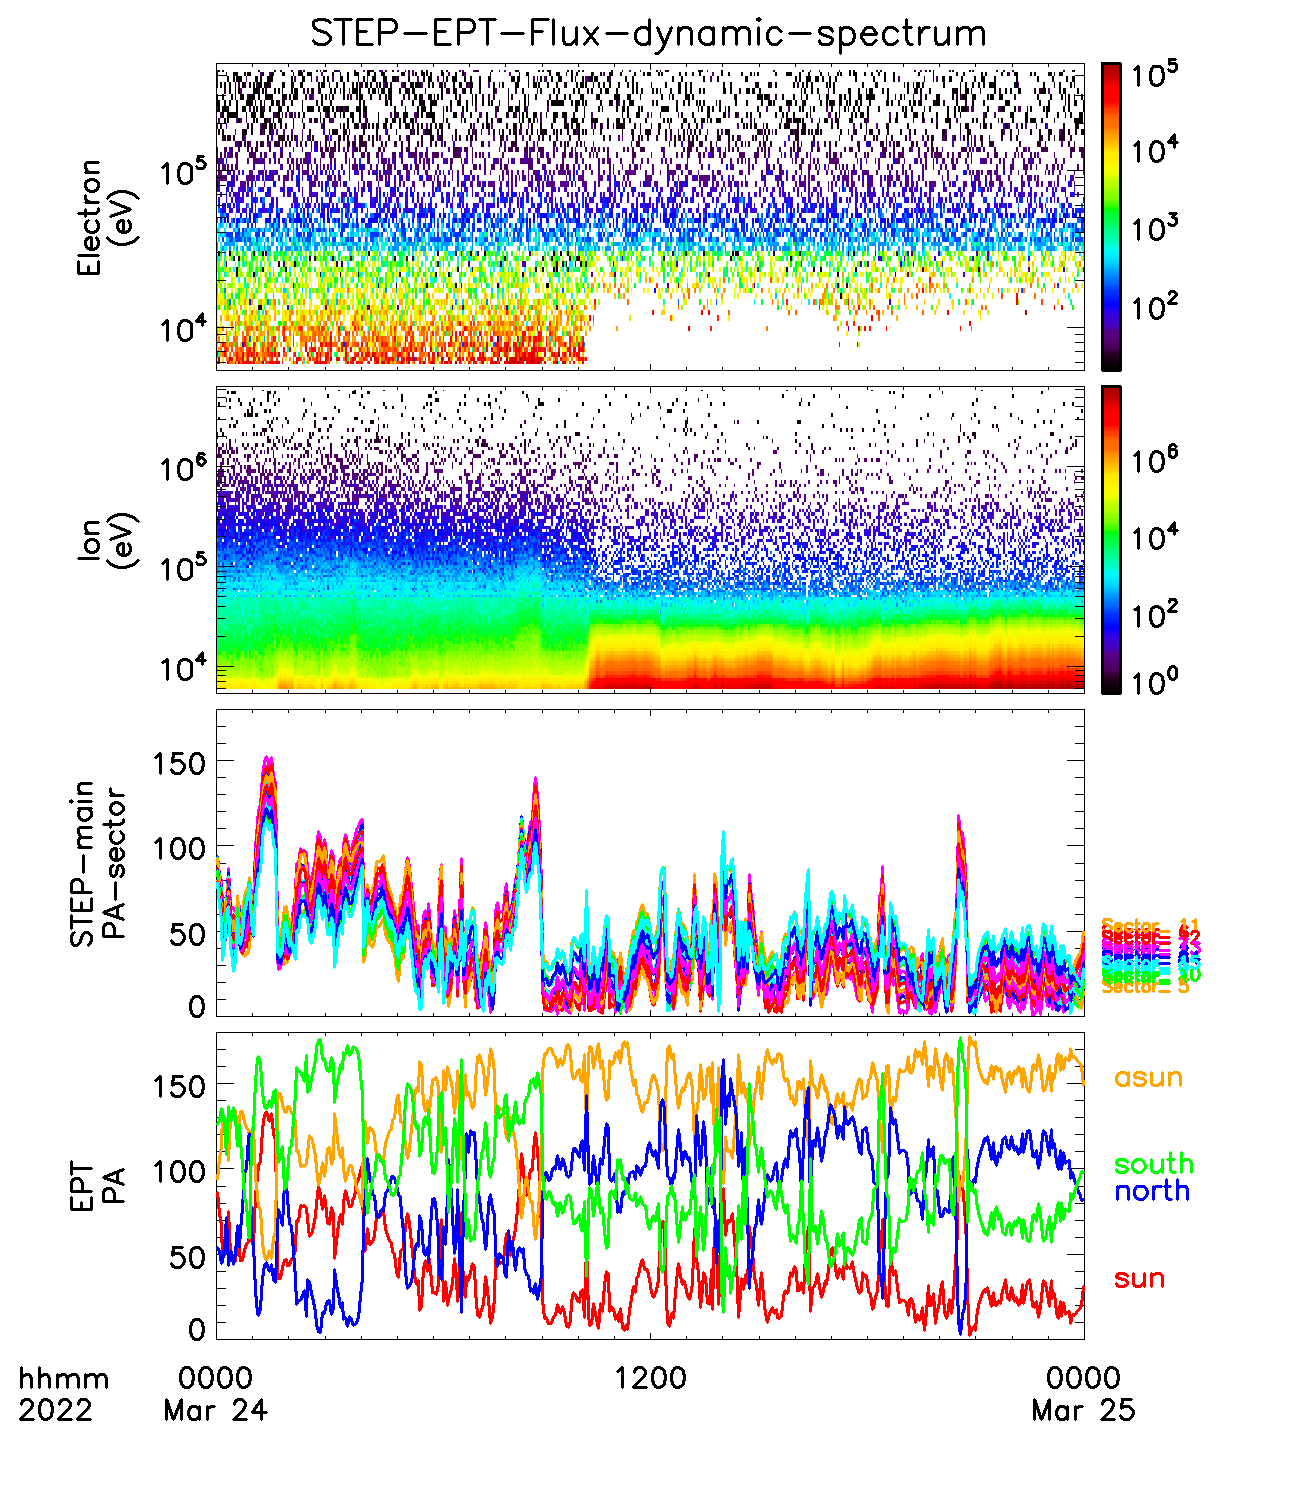 STEP-EPT-Flux-dynamic-spectrum
Electron
(eV)
10^5
10^4
10^5
10^4
10^3
10^2
Ion
(eV)
10^6
10^5
10^4
10^6
10^4
10^2
10^0
STEP-main
PA-sector
150
100
50
0
Sector_ 11
Sector_ 5
EPT
PA
150
100
50
0
asun
south
north
sun
hhmm
2022
0000
1200
0000
Mar 24
Mar 25